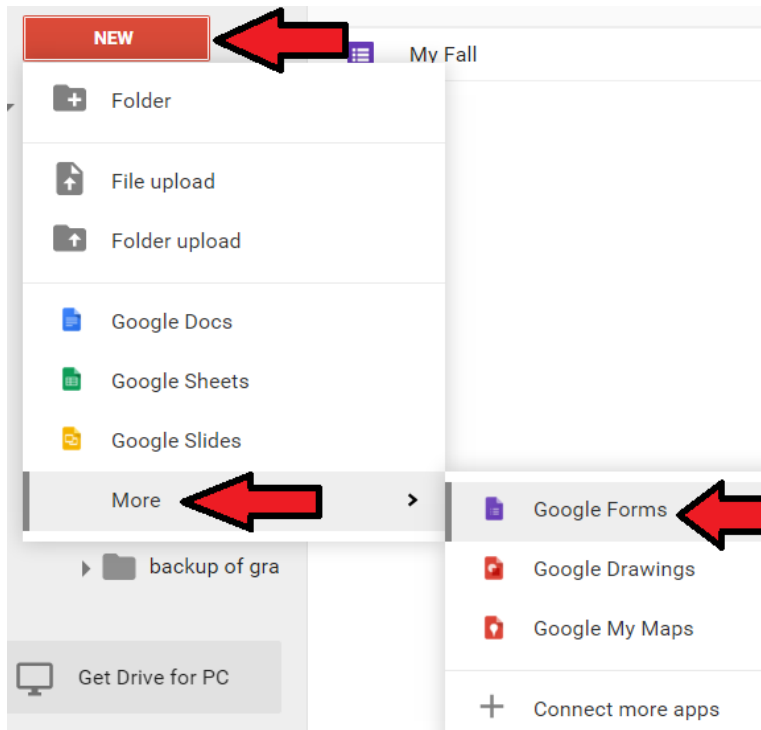 NEW
My Fall
Folder
File upload
Folder upload
Google Docs
Google Sheets
Google Slides
More
Google Forms
backup of gra
Google Drawings
Google My Maps
Get Drive for PC
Connect more apps